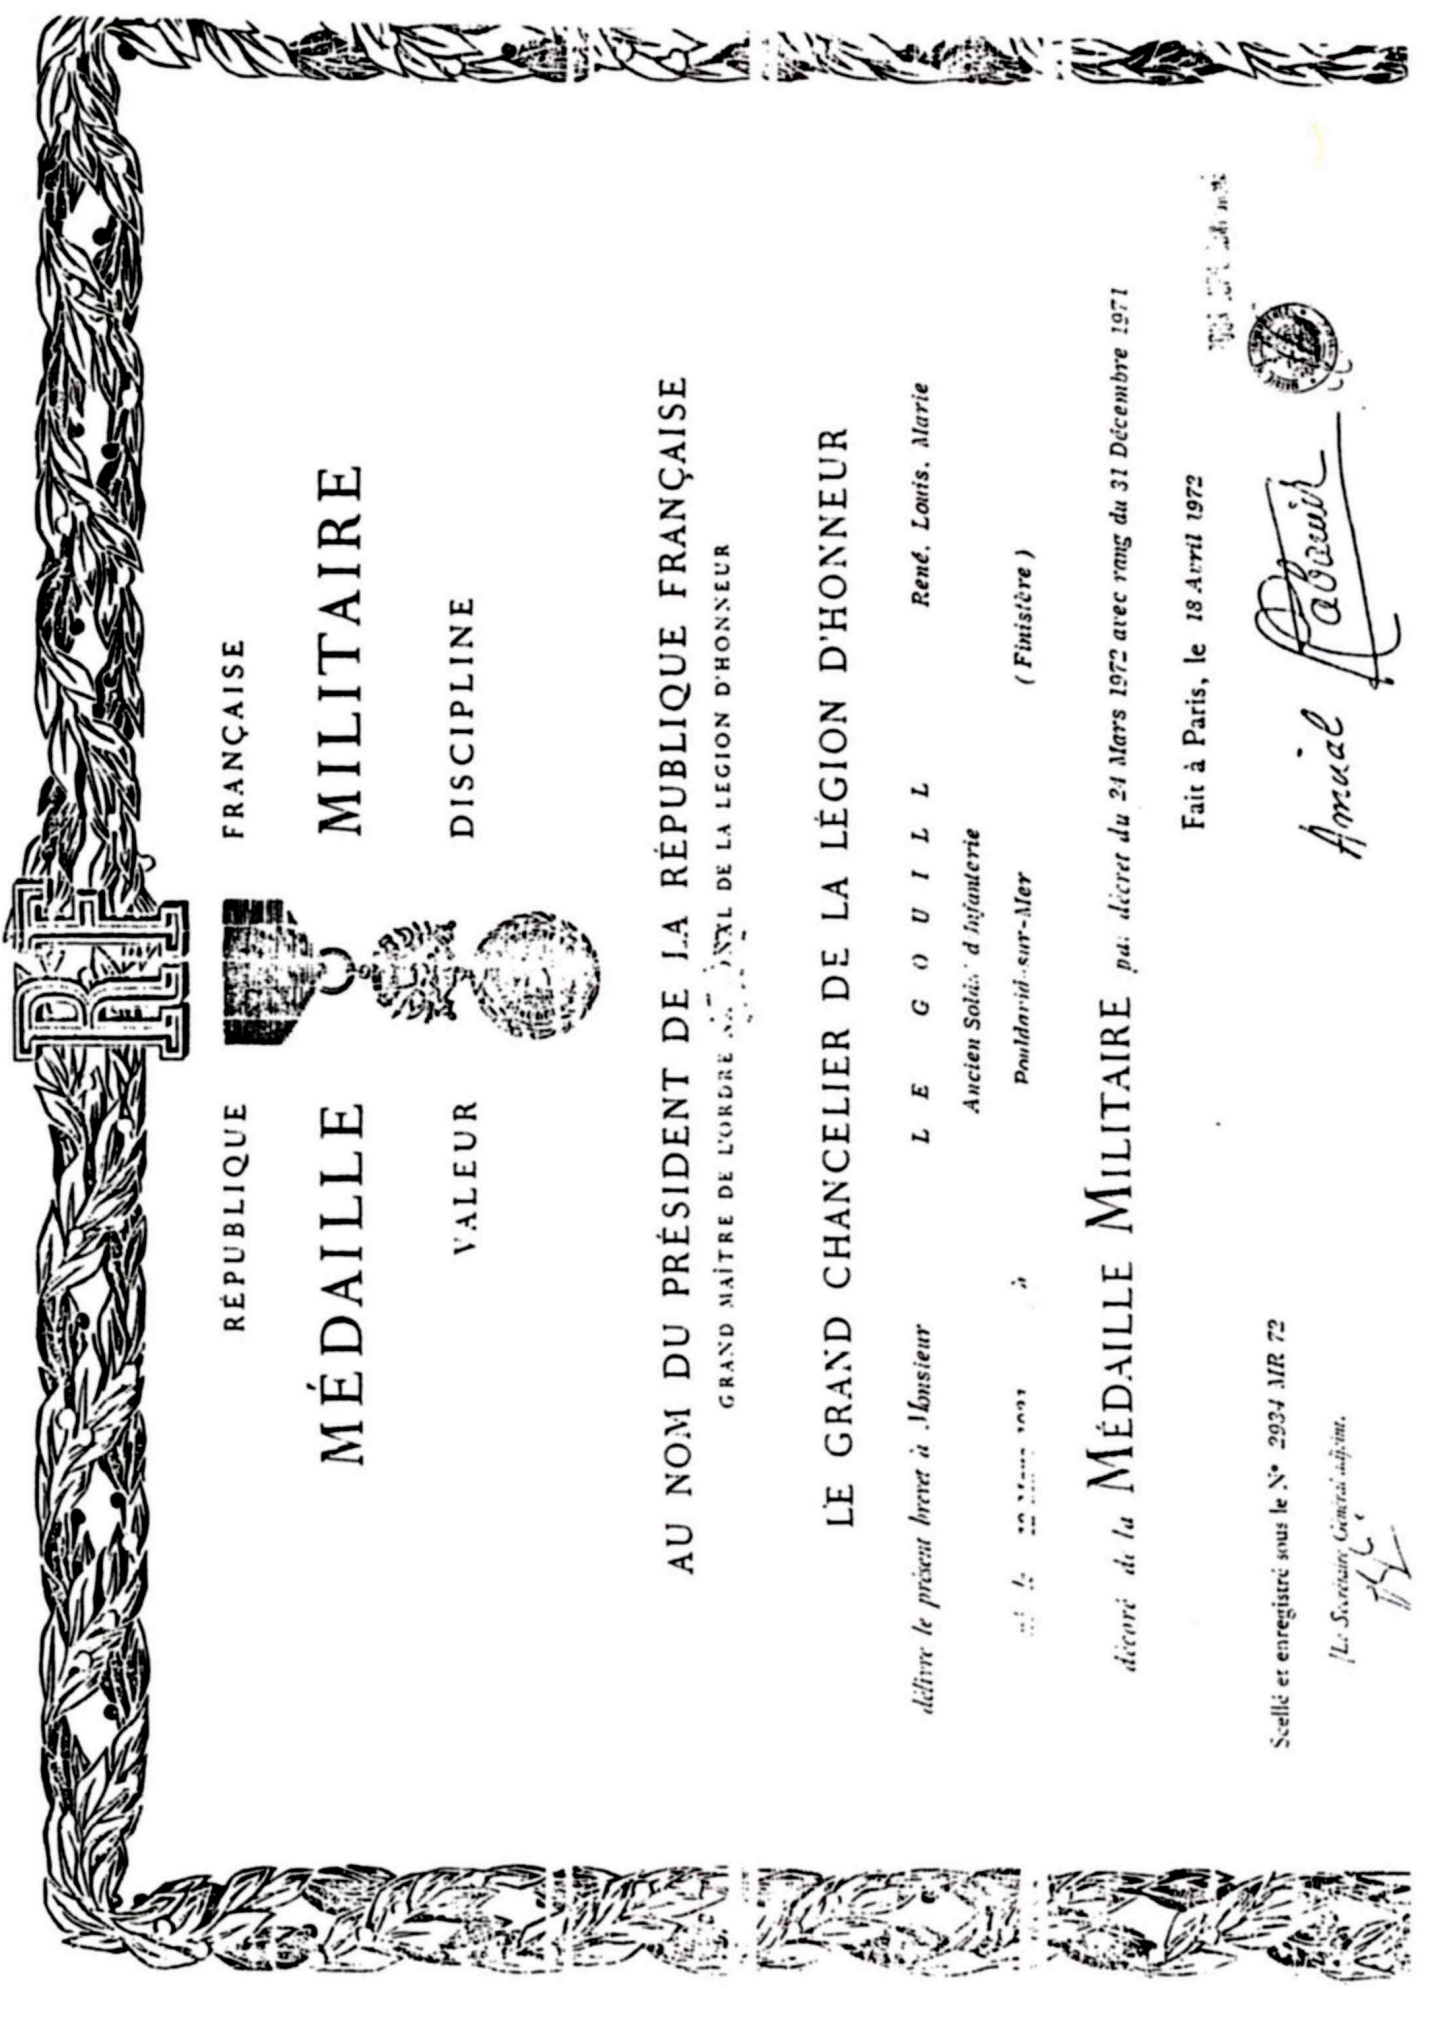 RF
RÉPUBLIQUE FRANÇAISE
MÉDAILLE MILITAIRE
VALEUR DISCIPLINE
AU NOM DU PRÉSIDENT DE LA RÉPUBLIQUE FRANÇAISE
GRAND MAÎTRE DE L'ORDRE DE LA LEGION D'HONNEUR
LE GRAND CHANCELIER DE LA LÉGION D'HONNEUR
délivre le présent brevet à Monsieur L E G O U I L L René, Louis, Marie
Ancien Soldat d'Infanterie
à Pouldavid-sur-Mer (Finistère)
décoré de la MÉDAILLE MILITAIRE par décret du 24 Mars 1972 avec rang du 31 Décembre 1971
Fait à Paris, le 18 Avril 1972
Scellé et enregistré sous le N° 2934 MR 72
Le Secrétaire Général adjoint,
Amiral Cabanier